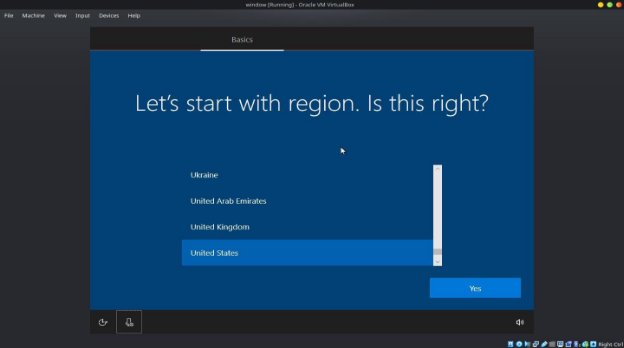 window [Running] - Oracle VM VirtualBox
File Machine View Input Devices Help
Basics
Let's start with region. Is this right?
Ukraine
United Arab Emirates
United Kingdom
United States
Yes
Right Ctrl